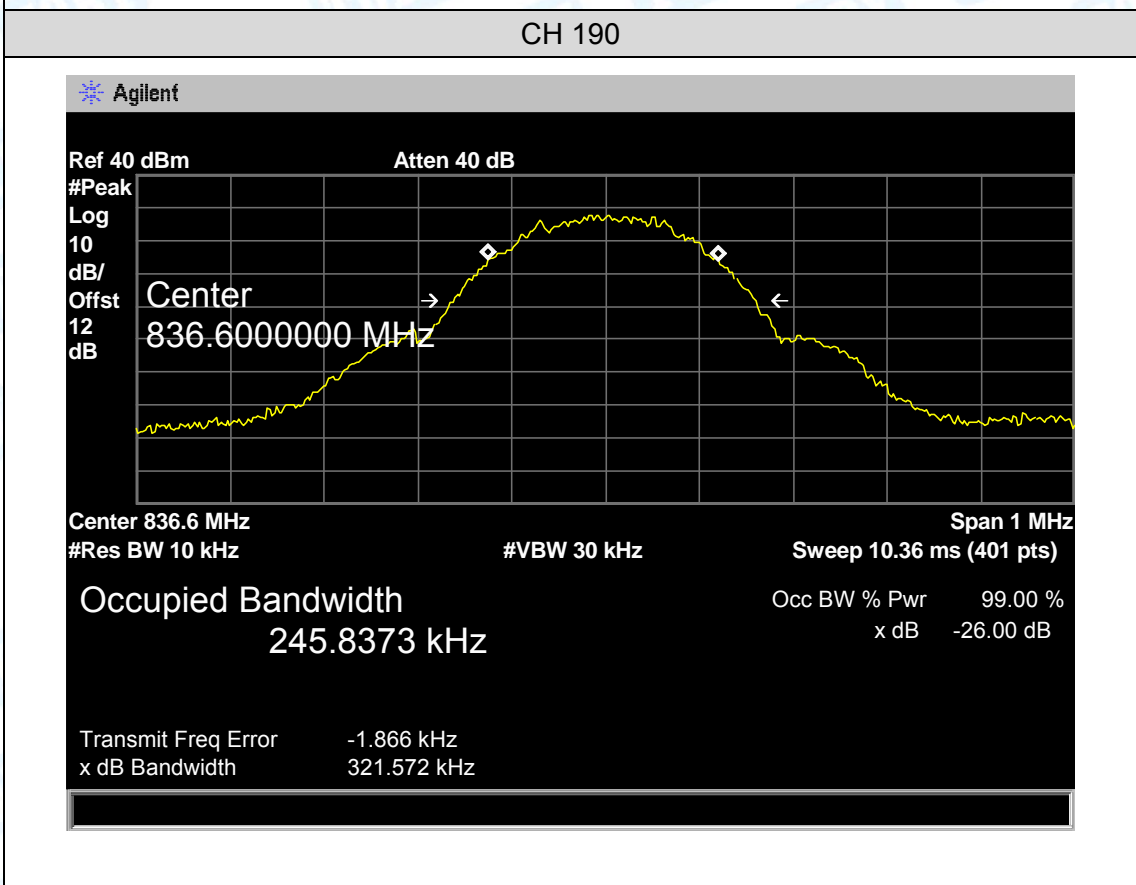 CH 190
Agilent
Ref 40 dBm Atten 40 dB
#Peak
Log
10
dB/
Offst
12
dB
Center
836.6000000 MHz
Center 836.6 MHz Span 1 MHz
#Res BW 10 kHz #VBW 30 kHz Sweep 10.36 ms (401 pts)
Occupied Bandwidth
245.8373 kHz
Occ BW % Pwr 99.00 %
x dB -26.00 dB
Transmit Freq Error -1.866 kHz
x dB Bandwidth 321.572 kHz